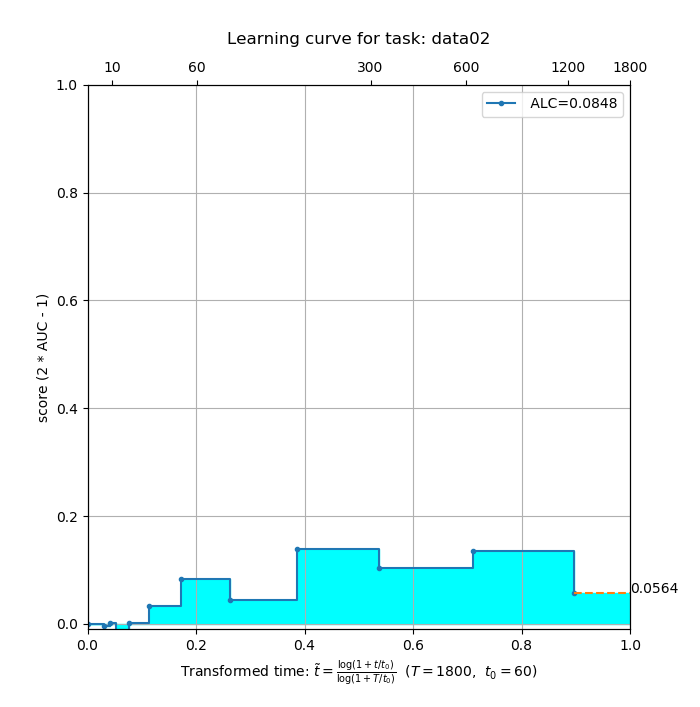 Learning curve for task: data02
10 60 300 600 1200 1800
ALC=0.0848
1.0
0.8
0.6
0.4
0.2
0.0
score (2 * AUC - 1)
0.0564
0.0 0.2 0.4 0.6 0.8 1.0
Transformed time: t̃ = log(1 + t/t₀) / log(1 + T/t₀) (T = 1800, t₀ = 60)